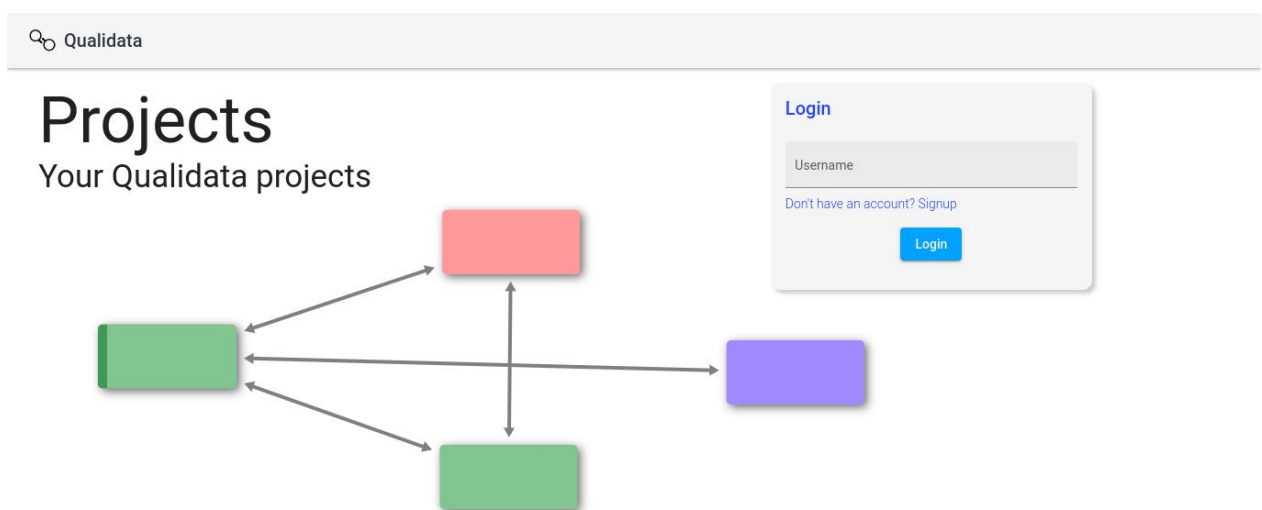 Qualidata
Projects
Your Qualidata projects
Login
Username
Don't have an account? Signup
Login